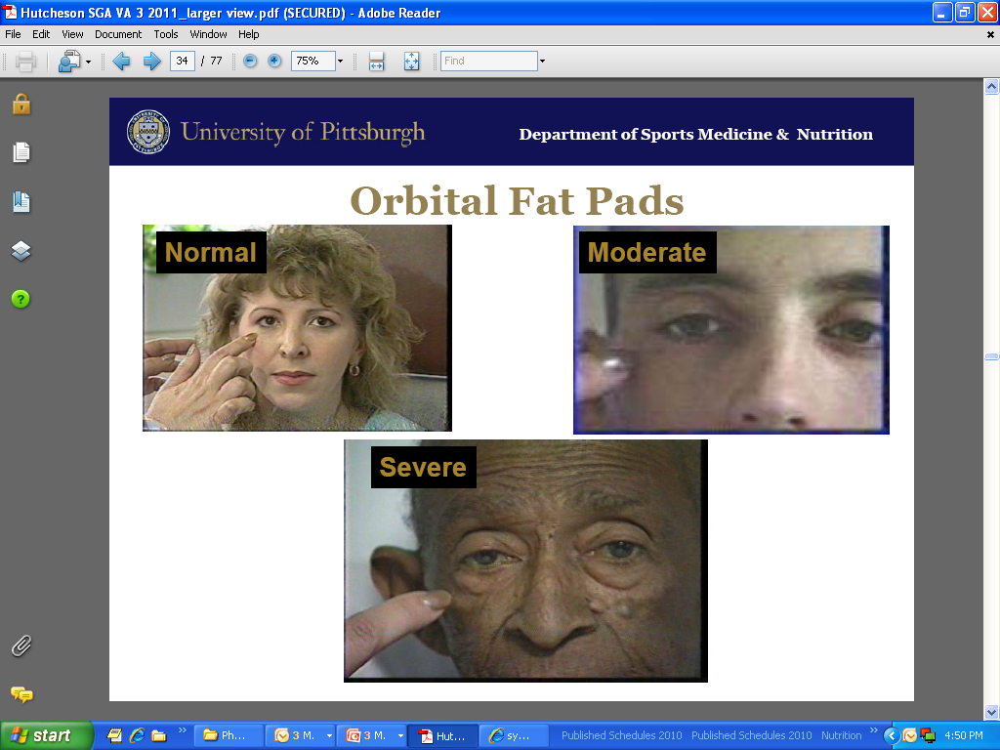 Hutcheson SGA VA 3 2011_larger view.pdf (SECURED) - Adobe Reader
File Edit View Document Tools Window Help
34 / 77 75% Find
University of Pittsburgh
Department of Sports Medicine & Nutrition
Orbital Fat Pads
Normal
Moderate
Severe
start Ph... 3 M. 3 M. Hut... sy... Published Schedules 2010 Published Schedules 2010 Nutrition 4:50 PM